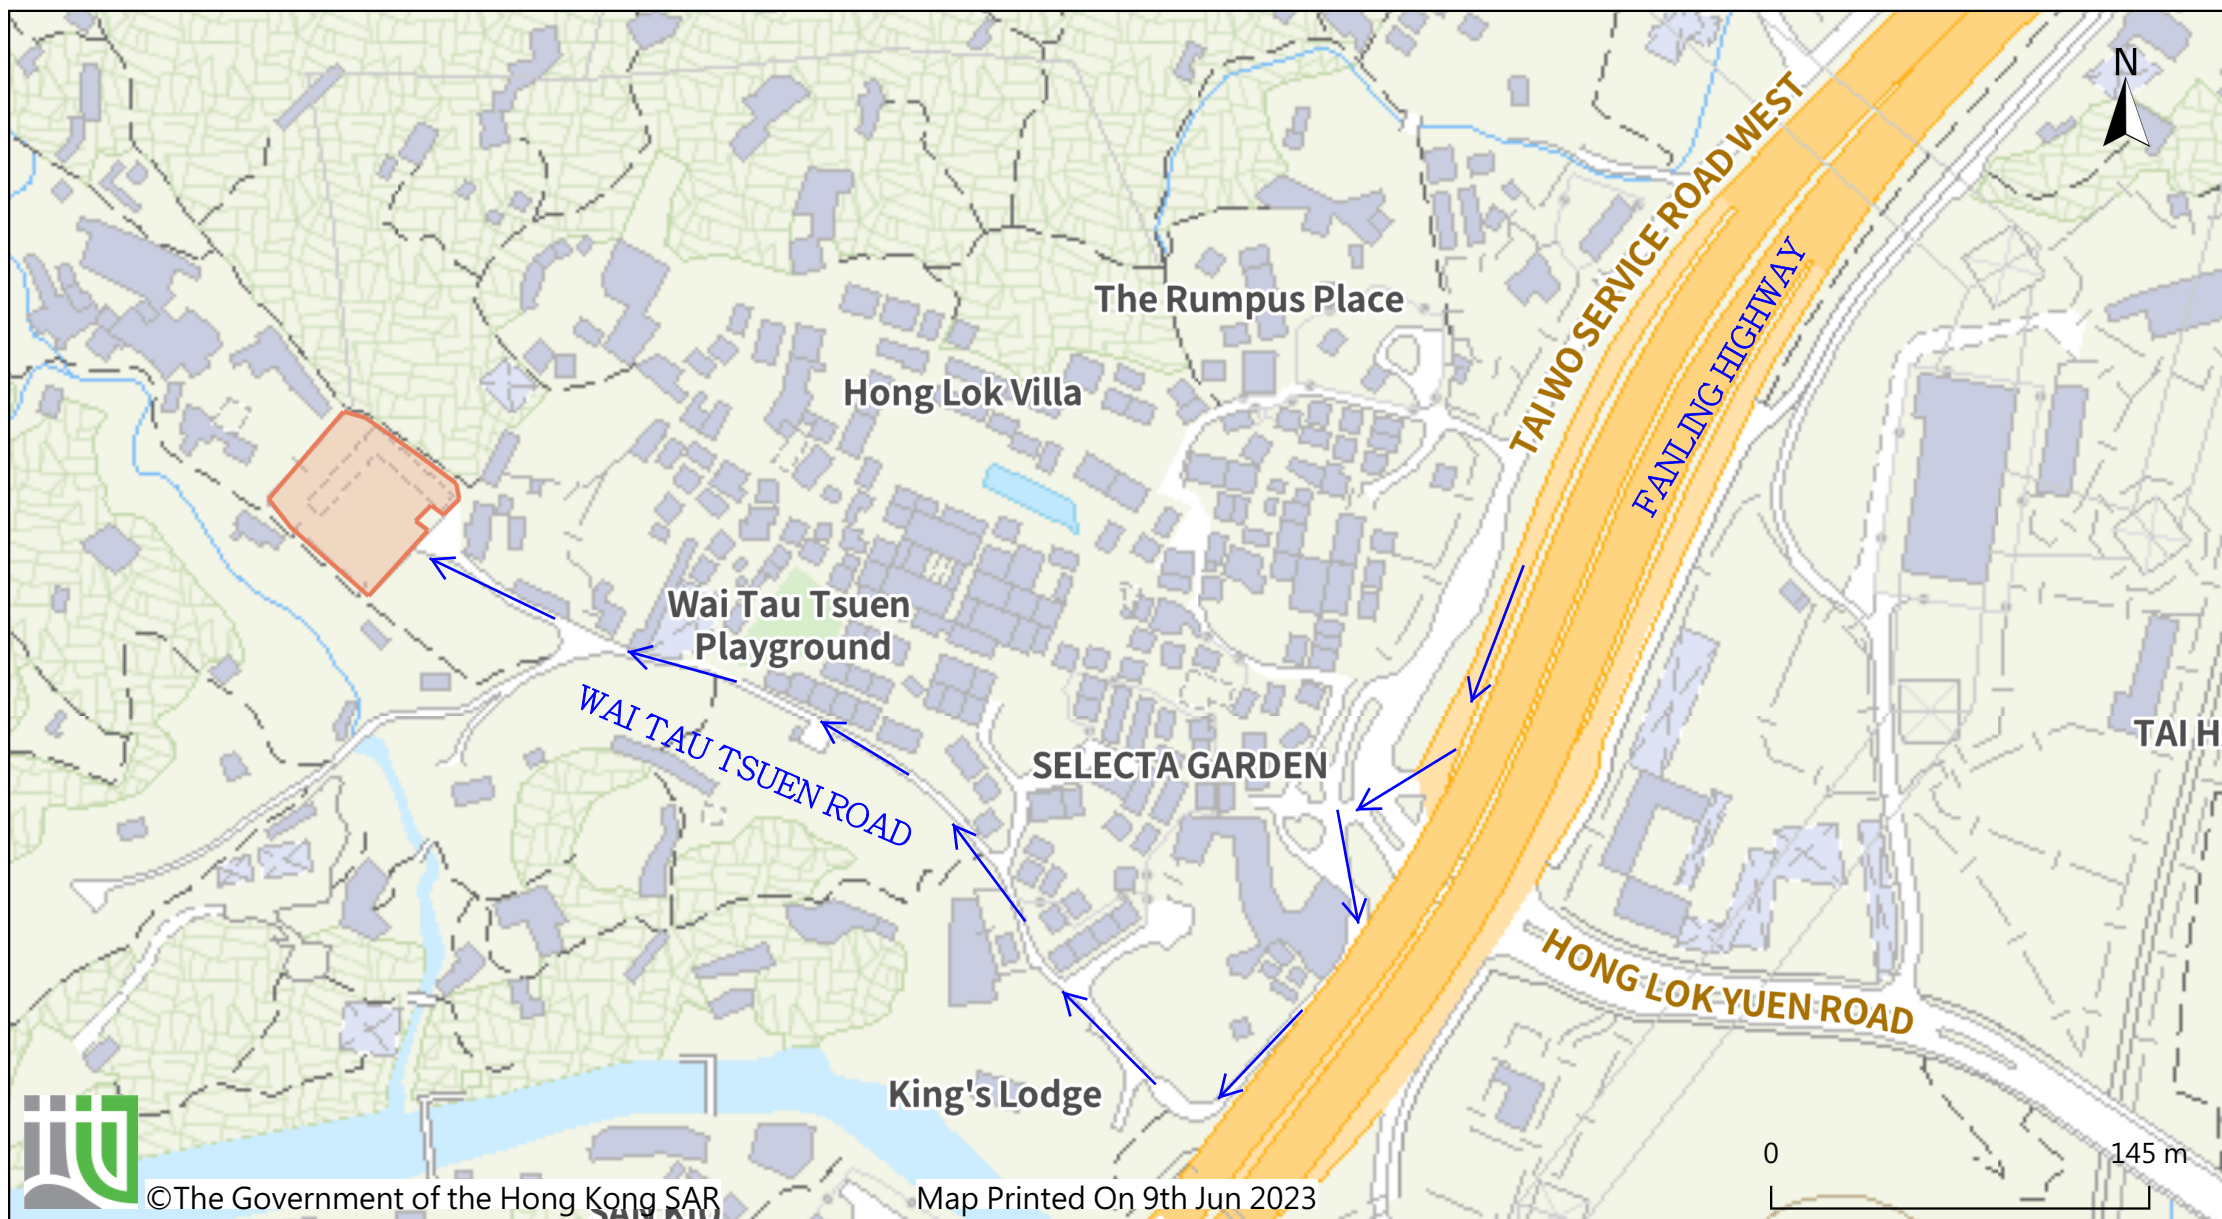 N
TAI WO SERVICE ROAD WEST
FANLING HIGHWAY
The Rumpus Place
Hong Lok Villa
Wai Tau Tsuen
Playground
WAI TAU TSUEN ROAD
SELECTA GARDEN
TAI H
HONG LOK YUEN ROAD
King's Lodge
0
145 m
©The Government of the Hong Kong SAR
Map Printed On 9th Jun 2023